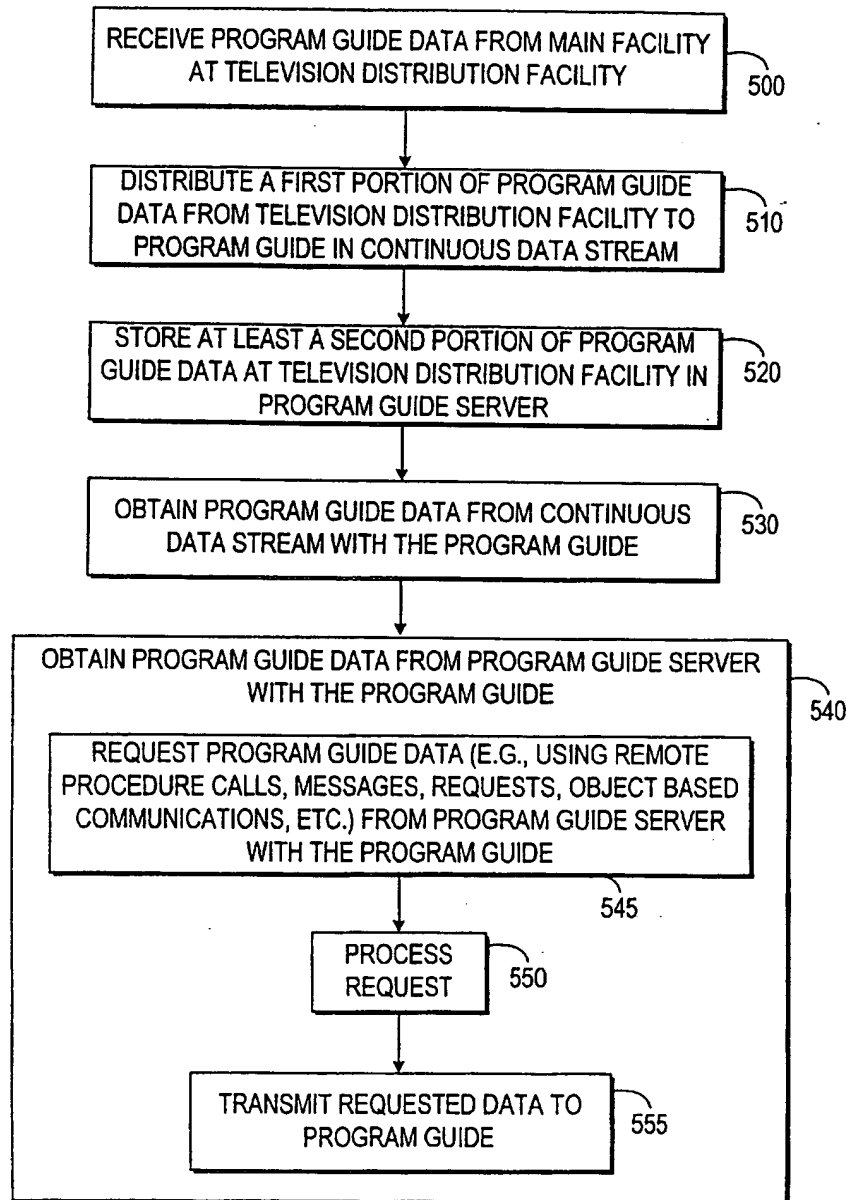 RECEIVE PROGRAM GUIDE DATA FROM MAIN FACILITY
AT TELEVISION DISTRIBUTION FACILITY
500
DISTRIBUTE A FIRST PORTION OF PROGRAM GUIDE
DATA FROM TELEVISION DISTRIBUTION FACILITY TO
PROGRAM GUIDE IN CONTINUOUS DATA STREAM
510
STORE AT LEAST A SECOND PORTION OF PROGRAM
GUIDE DATA AT TELEVISION DISTRIBUTION FACILITY IN
PROGRAM GUIDE SERVER
520
OBTAIN PROGRAM GUIDE DATA FROM CONTINUOUS
DATA STREAM WITH THE PROGRAM GUIDE
530
OBTAIN PROGRAM GUIDE DATA FROM PROGRAM GUIDE SERVER
WITH THE PROGRAM GUIDE
540
REQUEST PROGRAM GUIDE DATA (E.G., USING REMOTE
PROCEDURE CALLS, MESSAGES, REQUESTS, OBJECT BASED
COMMUNICATIONS, ETC.) FROM PROGRAM GUIDE SERVER
WITH THE PROGRAM GUIDE
545
PROCESS
REQUEST
550
TRANSMIT REQUESTED DATA TO
PROGRAM GUIDE
555